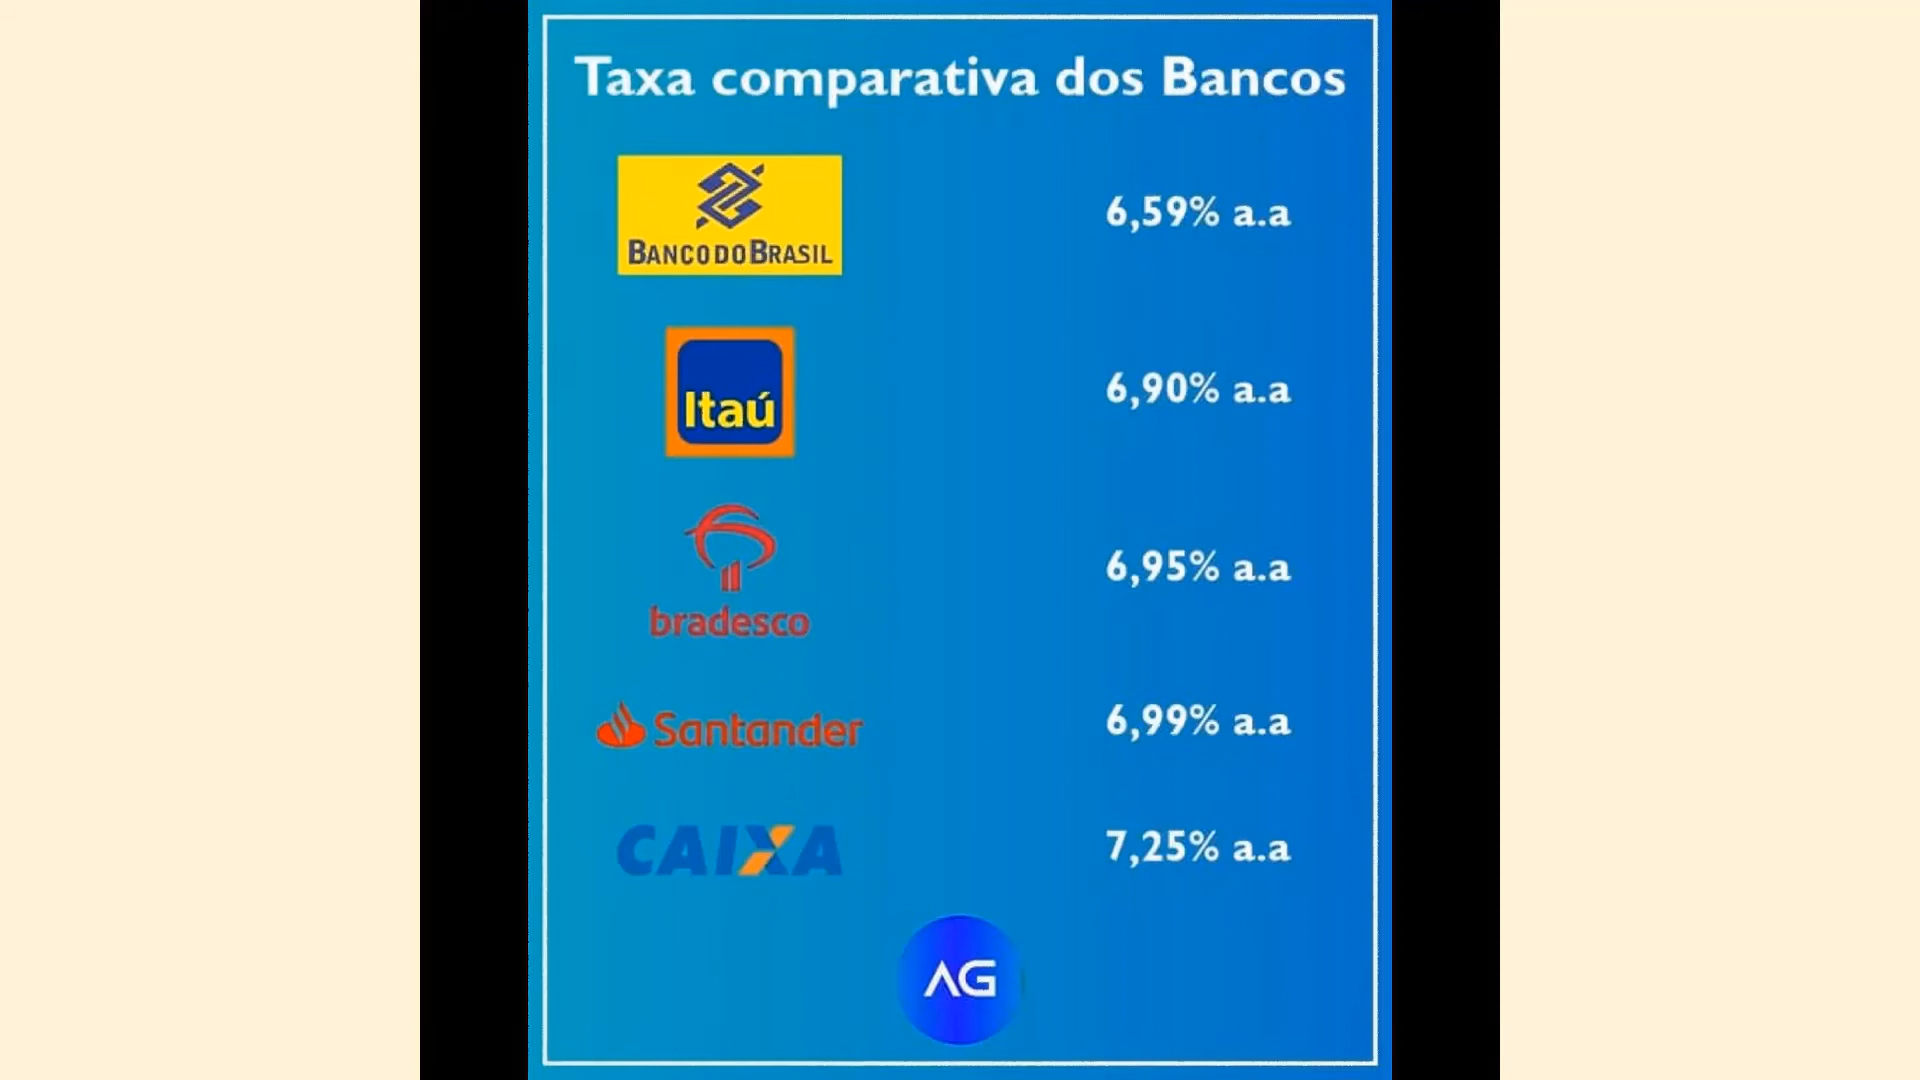 Taxa comparativa dos Bancos
BANCO DO BRASIL
6,59% a.a
Itaú
6,90% a.a
bradesco
6,95% a.a
Santander
6,99% a.a
CAIXA
7,25% a.a
AG